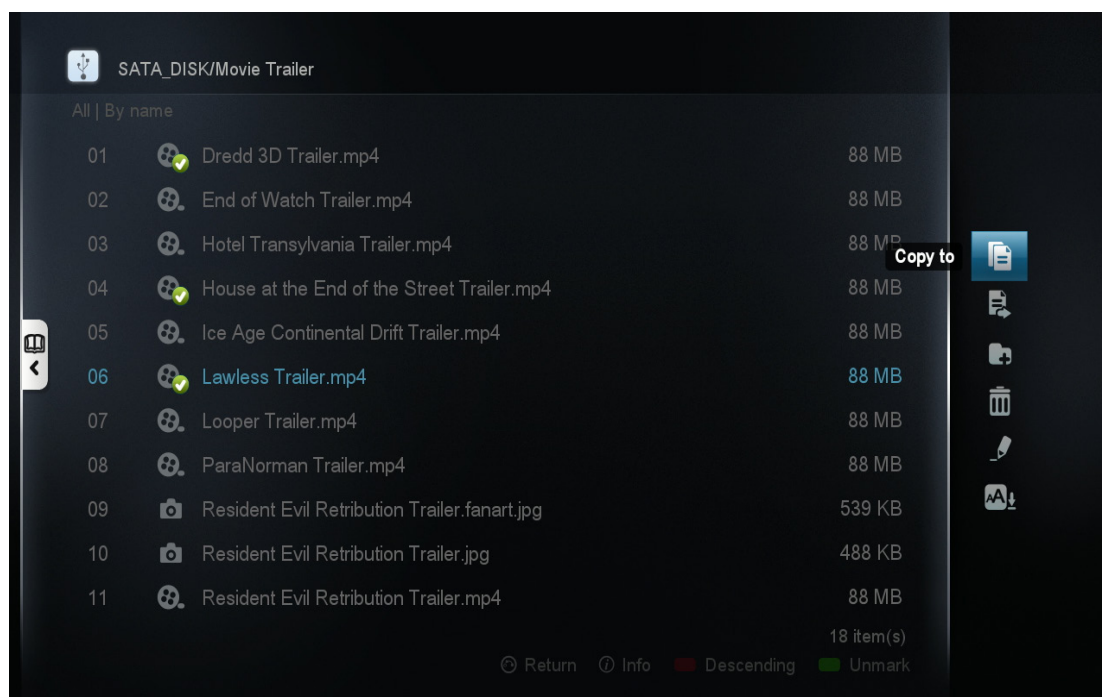 SATA_DISK/Movie Trailer
All | By name
01 Dredd 3D Trailer.mp4 88 MB
02 End of Watch Trailer.mp4 88 MB
03 Hotel Transylvania Trailer.mp4 88 MB
Copy to
04 House at the End of the Street Trailer.mp4 88 MB
05 Ice Age Continental Drift Trailer.mp4 88 MB
06 Lawless Trailer.mp4 88 MB
07 Looper Trailer.mp4 88 MB
08 ParaNorman Trailer.mp4 88 MB
09 Resident Evil Retribution Trailer.fanart.jpg 539 KB
10 Resident Evil Retribution Trailer.jpg 488 KB
11 Resident Evil Retribution Trailer.mp4 88 MB
18 item(s)
Return Info Descending Unmark